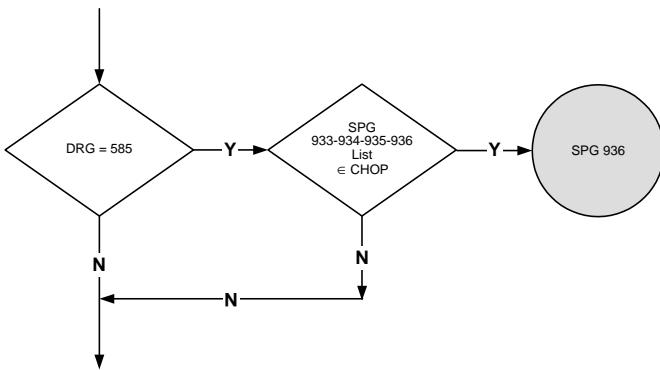 DRG = 585
Y
SPG
933-934-935-936
List
∈ CHOP
Y
SPG 936
N
N
N